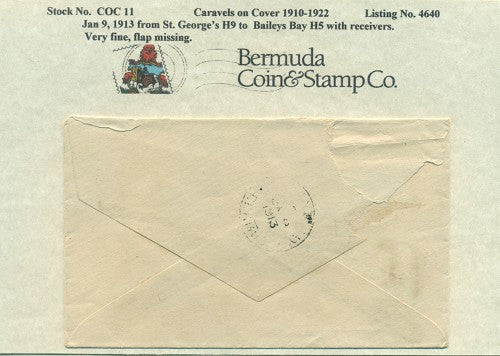 Stock No. COC 11 Caravels on Cover 1910-1922 Listing No. 4640
Jan 9, 1913 from St. George's H9 to Baileys Bay H5 with receivers.
Very fine, flap missing.
Bermuda
Coin&Stamp Co.
1913